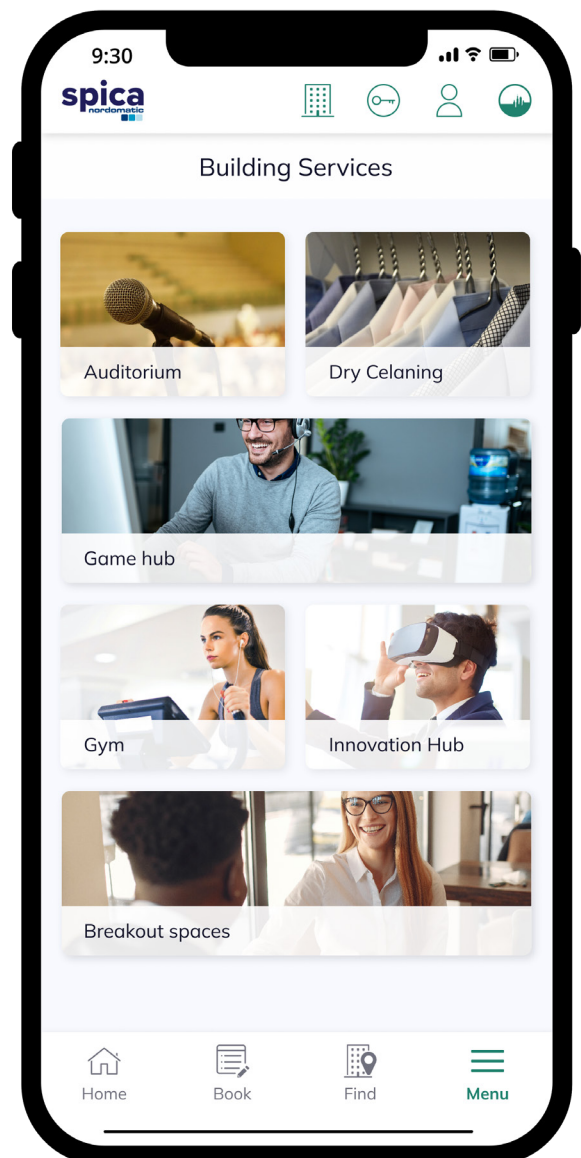 9:30
spica
nordomatic
Building Services
Auditorium
Dry Celaning
Game hub
Gym
Innovation Hub
Breakout spaces
Home
Book
Find
Menu